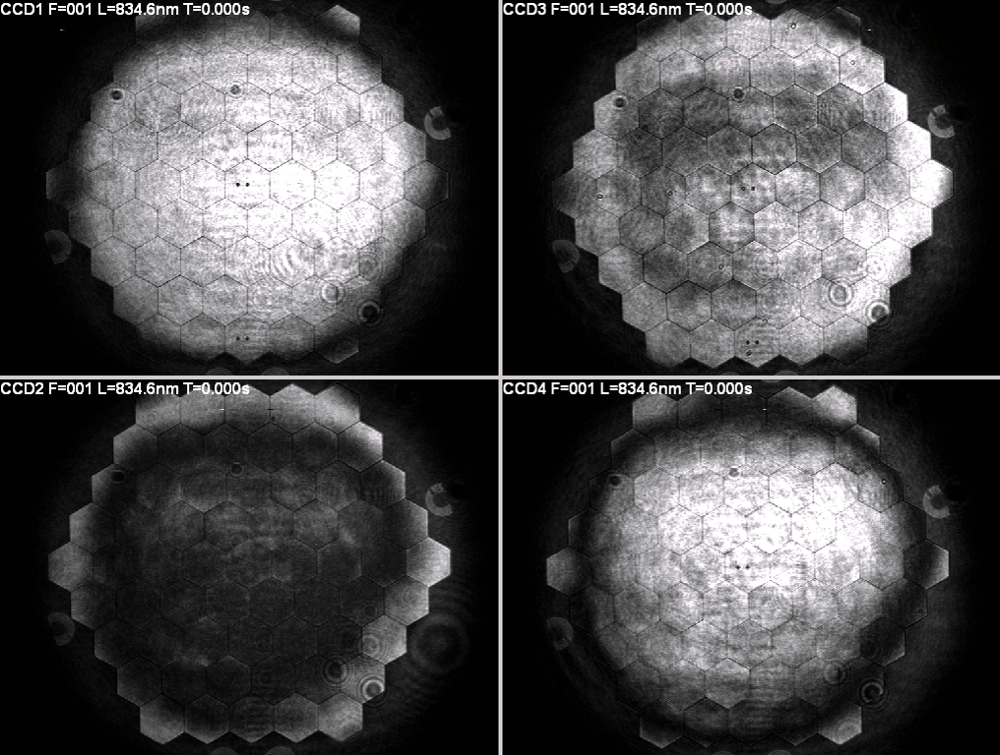 CCD1 F=001 L=834.6nm T=0.000s
CCD3 F=001 L=834.6nm T=0.000s
CCD2 F=001 L=834.6nm T=0.000s
CCD4 F=001 L=834.6nm T=0.000s